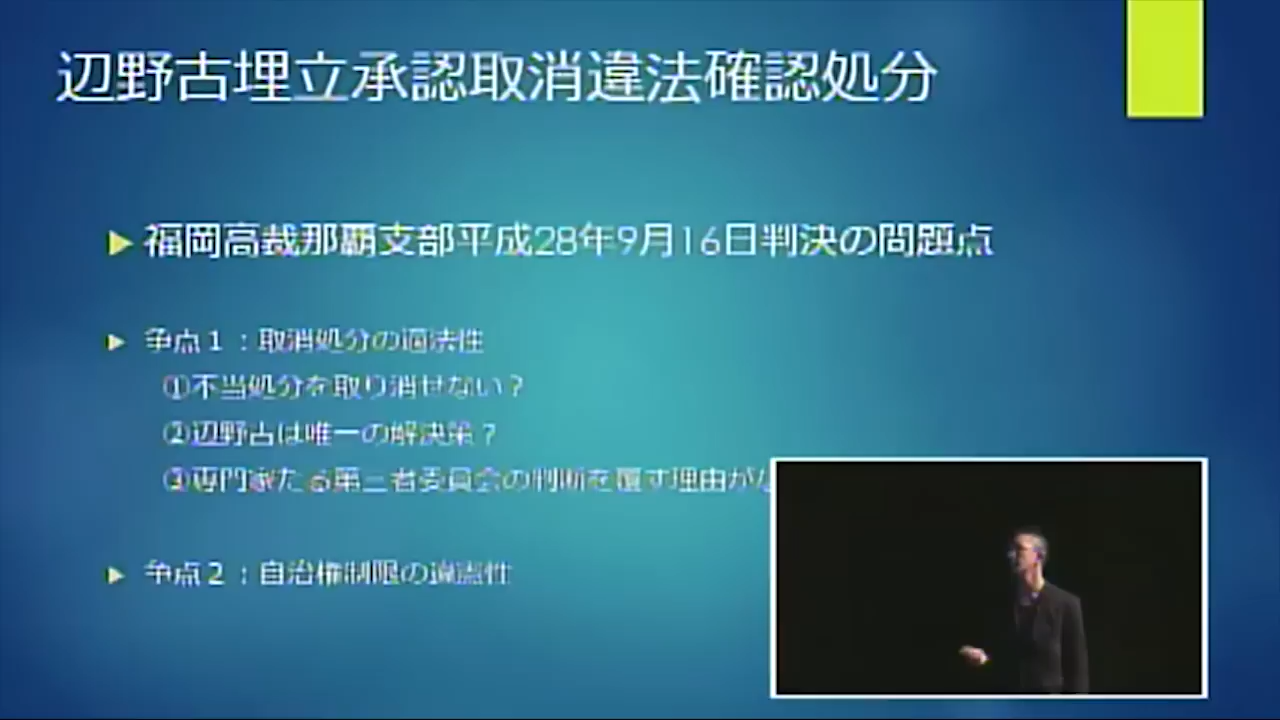 辺野古埋立承認取消違法確認処分
福岡高裁那覇支部平成28年9月16日判決の問題点
争点1：取消処分の適法性
①不当処分を取り消せない？
②辺野古は唯一の解決策？
③専門家たる第三者委員会の判断を覆す理由がな
争点2：自治権制限の違憲性